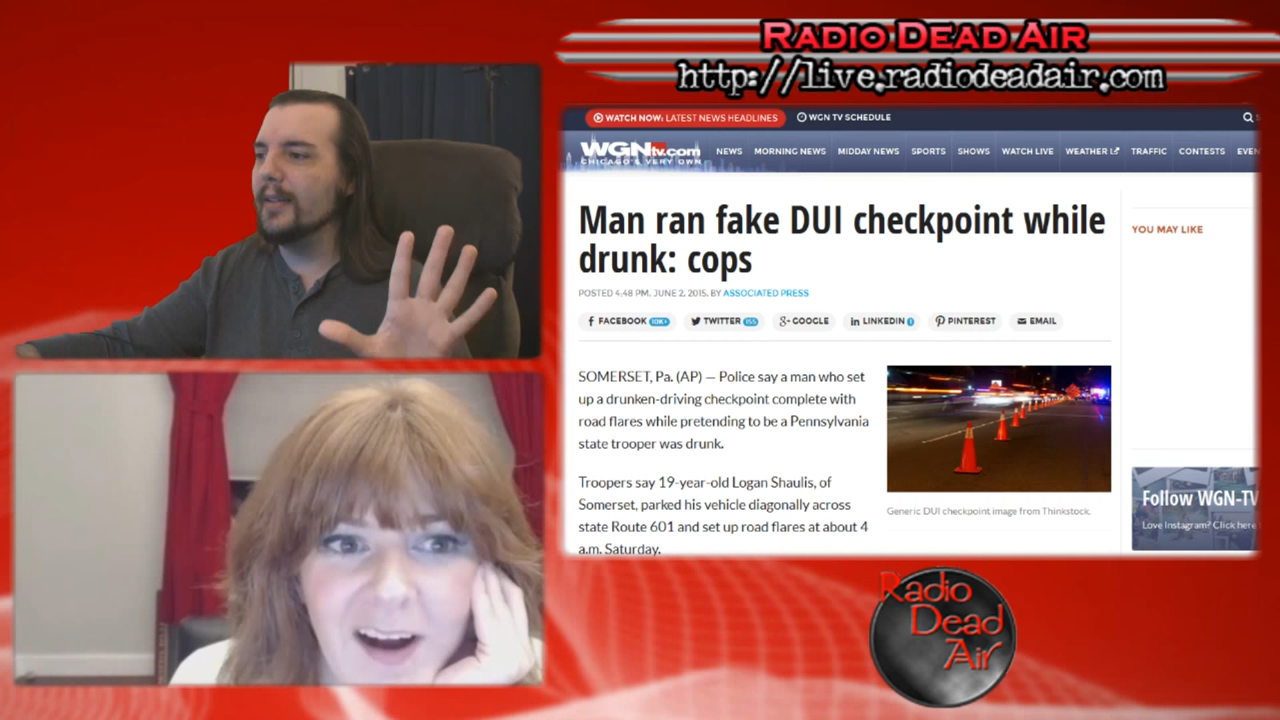 RADIO DEAD AIR
http://live.radiodeadair.com
WATCH NOW: LATEST NEWS HEADLINES WGN TV SCHEDULE
WGNtv.com
CHICAGO'S VERY OWN
NEWS MORNING NEWS MIDDAY NEWS SPORTS SHOWS WATCH LIVE WEATHER TRAFFIC CONTESTS EVEN
Man ran fake DUI checkpoint while
drunk: cops
POSTED 4:48 PM, JUNE 2, 2015, BY ASSOCIATED PRESS
FACEBOOK 10K+ TWITTER 155 GOOGLE LINKEDIN PINTEREST EMAIL
SOMERSET, Pa. (AP) — Police say a man who set
up a drunken-driving checkpoint complete with
road flares while pretending to be a Pennsylvania
state trooper was drunk.
Troopers say 19-year-old Logan Shaulis, of
Somerset, parked his vehicle diagonally across
state Route 601 and set up road flares at about 4
a.m. Saturday.
Generic DUI checkpoint image from Thinkstock.
YOU MAY LIKE
Follow WGN-TV
Love Instagram? Click here
Radio
Dead
Air